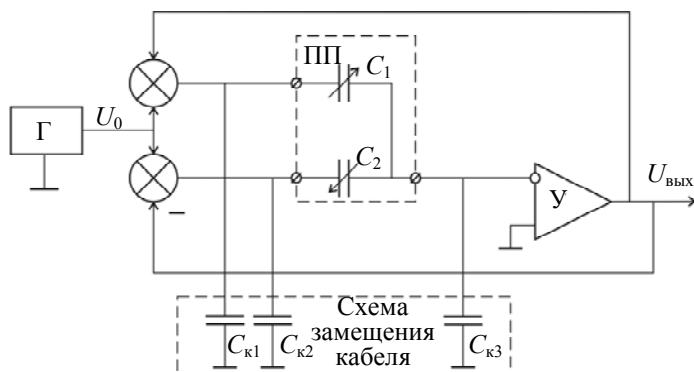 ПП
C₁
Г
U₀
C₂
У
Uвых
–
Схема
замещения
кабеля
Cк1
Cк2
Cк3